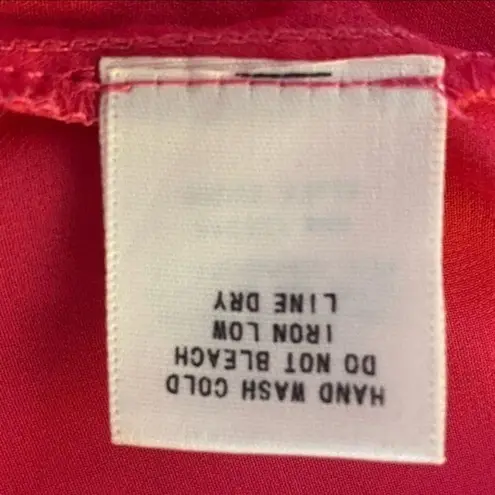 HAND WASH COLD
DO NOT BLEACH
IRON LOW
LINE DRY